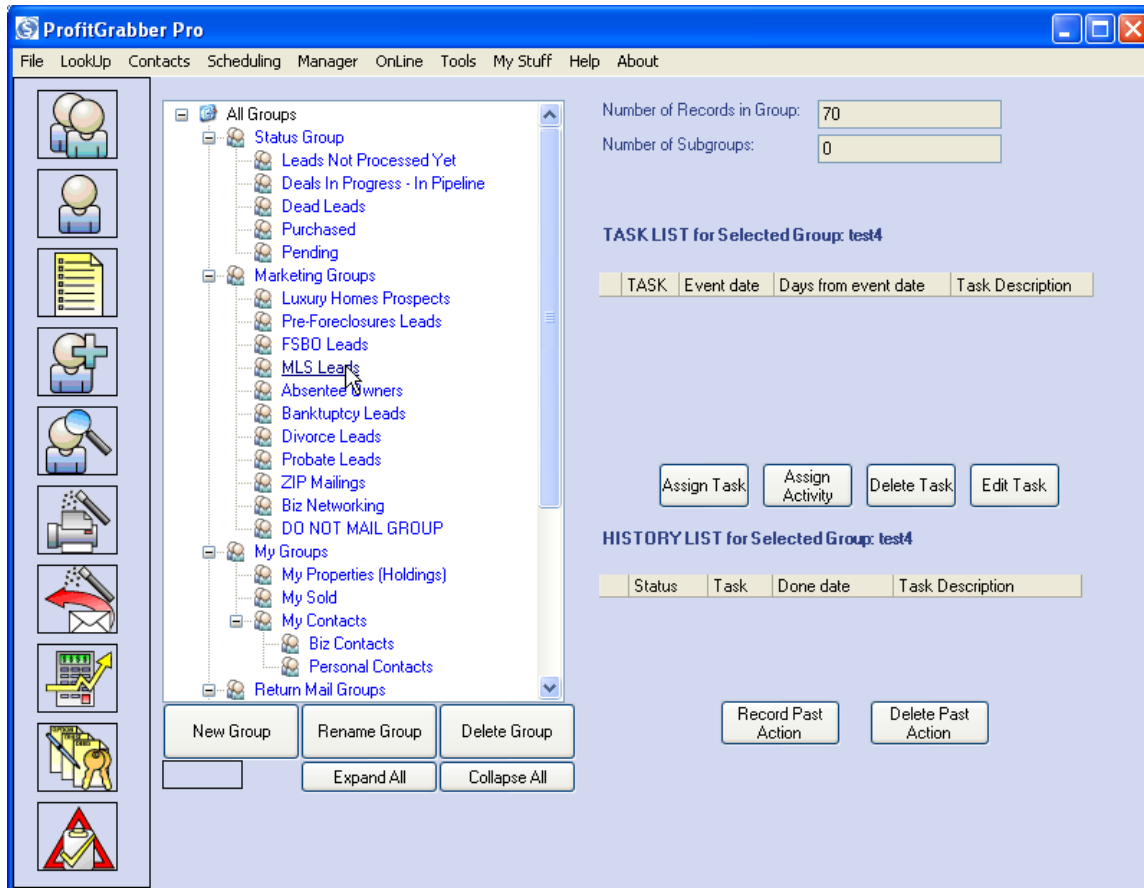 ProfitGrabber Pro
File LookUp Contacts Scheduling Manager OnLine Tools My Stuff Help About
All Groups
Status Group
Leads Not Processed Yet
Deals In Progress - In Pipeline
Dead Leads
Purchased
Pending
Marketing Groups
Luxury Homes Prospects
Pre-Foreclosures Leads
FSBO Leads
MLS Leads
Absentee Owners
Banktuptcy Leads
Divorce Leads
Probate Leads
ZIP Mailings
Biz Networking
DO NOT MAIL GROUP
My Groups
My Properties (Holdings)
My Sold
My Contacts
Biz Contacts
Personal Contacts
Return Mail Groups
New Group Rename Group Delete Group
Expand All Collapse All
Number of Records in Group: 70
Number of Subgroups: 0
TASK LIST for Selected Group: test4
TASK Event date Days from event date Task Description
Assign Task Assign Activity Delete Task Edit Task
HISTORY LIST for Selected Group: test4
Status Task Done date Task Description
Record Past Action Delete Past Action